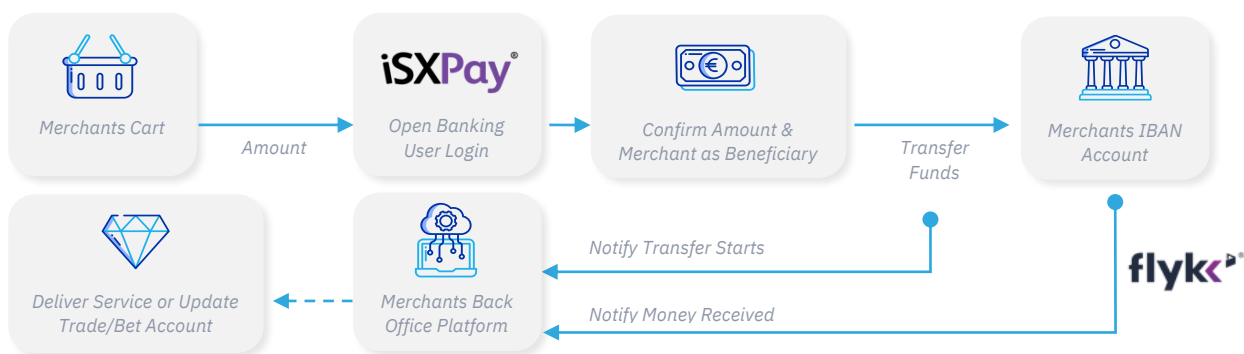 iSXPay®
Merchants Cart
Amount
Open Banking
User Login
Confirm Amount &
Merchant as Beneficiary
Transfer
Funds
Merchants IBAN
Account
Deliver Service or Update
Trade/Bet Account
Merchants Back
Office Platform
Notify Transfer Starts
Notify Money Received
flykk®